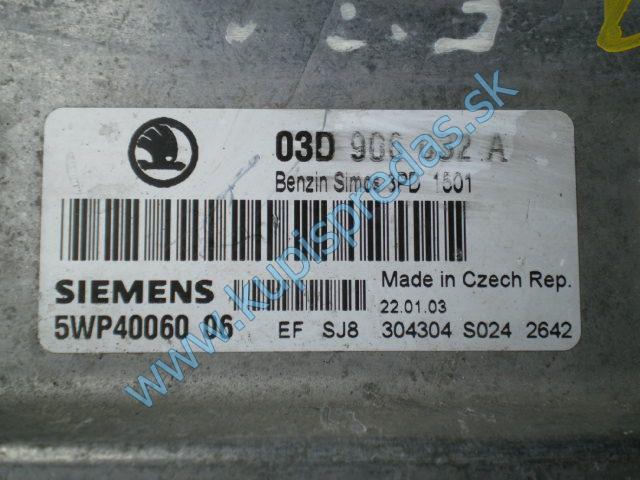 03D 906 032 A
Benzin Simos 3PD 1501
SIEMENS
Made in Czech Rep.
22.01.03
5WP40060 06
EF SJ8 304304 S024 2642
www.kupispredas.sk